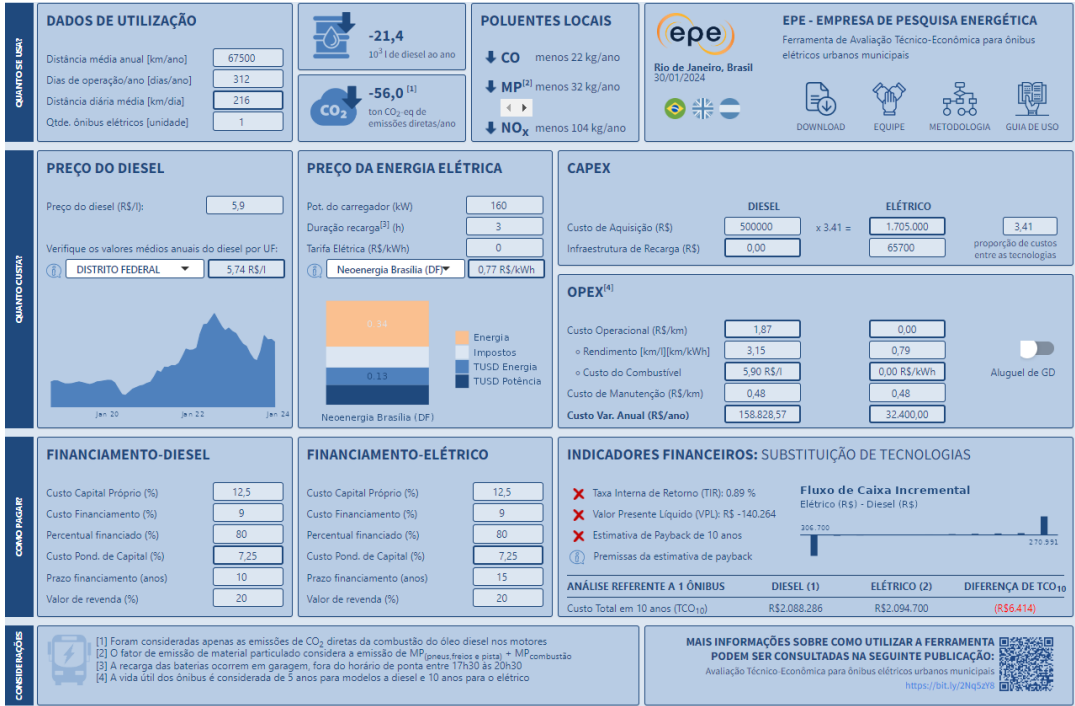 QUANTO SE USA?
DADOS DE UTILIZAÇÃO
Distância média anual [km/ano] 67500
Dias de operação/ano [dias/ano] 312
Distância diária média [km/dia] 216
Qtde. ônibus elétricos [unidade] 1
-21,4
10³ l de diesel ao ano
CO₂
-56,0 [1]
ton CO₂-eq de
emissões diretas/ano
POLUENTES LOCAIS
CO menos 22 kg/ano
MP[2] menos 32 kg/ano
NOx menos 104 kg/ano
epe
Rio de Janeiro, Brasil
30/01/2024
EPE - EMPRESA DE PESQUISA ENERGÉTICA
Ferramenta de Avaliação Técnico-Econômica para ônibus
elétricos urbanos municipais
DOWNLOAD EQUIPE METODOLOGIA GUIA DE USO
QUANTO CUSTA?
PREÇO DO DIESEL
Preço do diesel (R$/l): 5,9
Verifique os valores médios anuais do diesel por UF:
DISTRITO FEDERAL 5,74 R$/l
Jan 20 Jan 22 Jan 24
PREÇO DA ENERGIA ELÉTRICA
Pot. do carregador (kW) 160
Duração recarga[3] (h) 3
Tarifa Elétrica (R$/kWh) 0
Neoenergia Brasília (DF) 0,77 R$/kWh
0.34
0.13
Energia
Impostos
TUSD Energia
TUSD Potência
Neoenergia Brasília (DF)
CAPEX
DIESEL ELÉTRICO
Custo de Aquisição (R$) 500000 x 3.41 = 1.705.000 3,41
Infraestrutura de Recarga (R$) 0,00 65700
proporção de custos
entre as tecnologias
OPEX[4]
Custo Operacional (R$/km) 1,87 0,00
Rendimento [km/l][km/kWh] 3,15 0,79
Custo do Combustível 5,90 R$/l 0,00 R$/kWh
Aluguel de GD
Custo de Manutenção (R$/km) 0,48 0,48
Custo Var. Anual (R$/ano) 158.828,57 32.400,00
COMO PAGAR?
FINANCIAMENTO-DIESEL
Custo Capital Próprio (%) 12,5
Custo Financiamento (%) 9
Percentual financiado (%) 80
Custo Pond. de Capital (%) 7,25
Prazo financiamento (anos) 10
Valor de revenda (%) 20
FINANCIAMENTO-ELÉTRICO
Custo Capital Próprio (%) 12,5
Custo Financiamento (%) 9
Percentual financiado (%) 80
Custo Pond. de Capital (%) 7,25
Prazo financiamento (anos) 15
Valor de revenda (%) 20
INDICADORES FINANCEIROS: SUBSTITUIÇÃO DE TECNOLOGIAS
Taxa Interna de Retorno (TIR): 0.89 %
Valor Presente Líquido (VPL): R$ -140.264
Estimativa de Payback de 10 anos
Premissas da estimativa de payback
Fluxo de Caixa Incremental
Elétrico (R$) - Diesel (R$)
306.700
270.991
ANÁLISE REFERENTE A 1 ÔNIBUS DIESEL (1) ELÉTRICO (2) DIFERENÇA DE TCO₁₀
Custo Total em 10 anos (TCO₁₀) R$2.088.286 R$2.094.700 (R$6.414)
CONSIDERAÇÕES
[1] Foram consideradas apenas as emissões de CO₂ diretas da combustão do óleo diesel nos motores
[2] O fator de emissão de material particulado considera a emissão de MP(pneus,freios e pista) + MPcombustão
[3] A recarga das baterias ocorrem em garagem, fora do horário de ponta entre 17h30 às 20h30
[4] A vida útil dos ônibus é considerada de 5 anos para modelos a diesel e 10 anos para o elétrico
MAIS INFORMAÇÕES SOBRE COMO UTILIZAR A FERRAMENTA
PODEM SER CONSULTADAS NA SEGUINTE PUBLICAÇÃO:
Avaliação Técnico-Econômica para ônibus elétricos urbanos municipais
https://bit.ly/2Nq5zY8